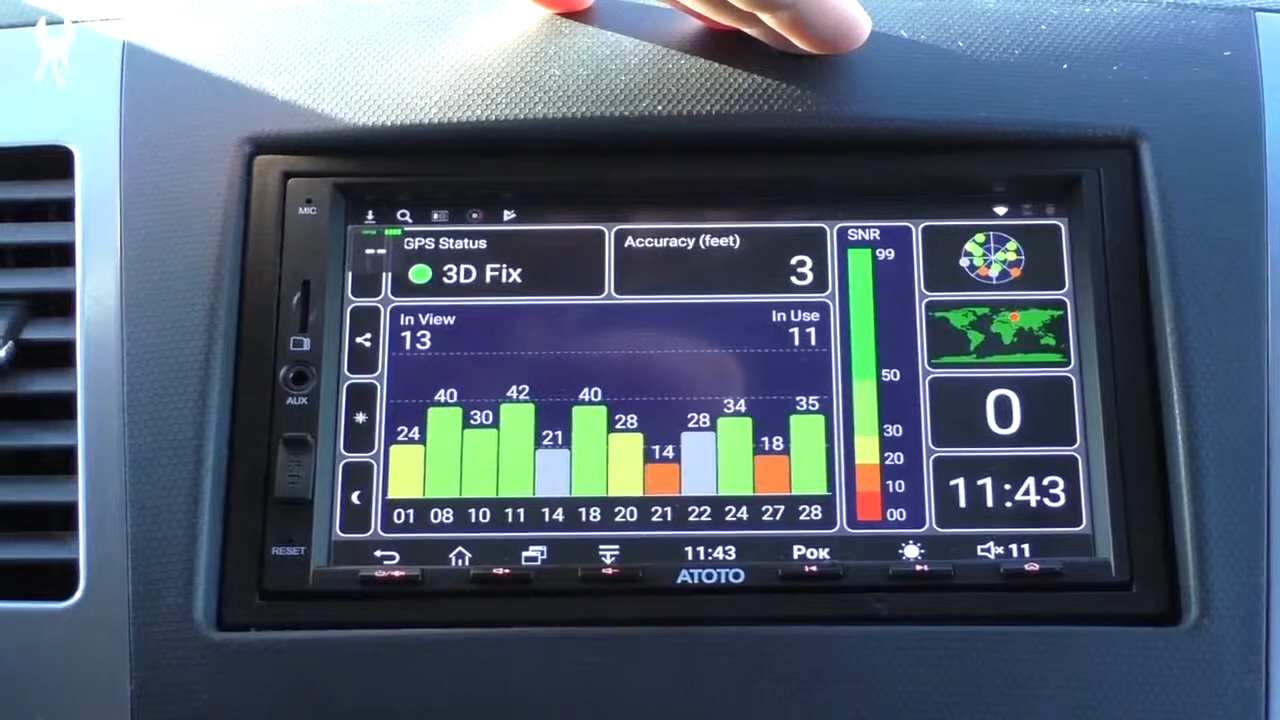 MIC
GPS Status
3D Fix
Accuracy (feet)
3
SNR
99
50
30
20
10
00
In View
13
In Use
11
24 40 30 42 21 40 28 14 28 34 18 35
01 08 10 11 14 18 20 21 22 24 27 28
0
11:43
AUX
RESET
11:43 Рок 11
ATOTO